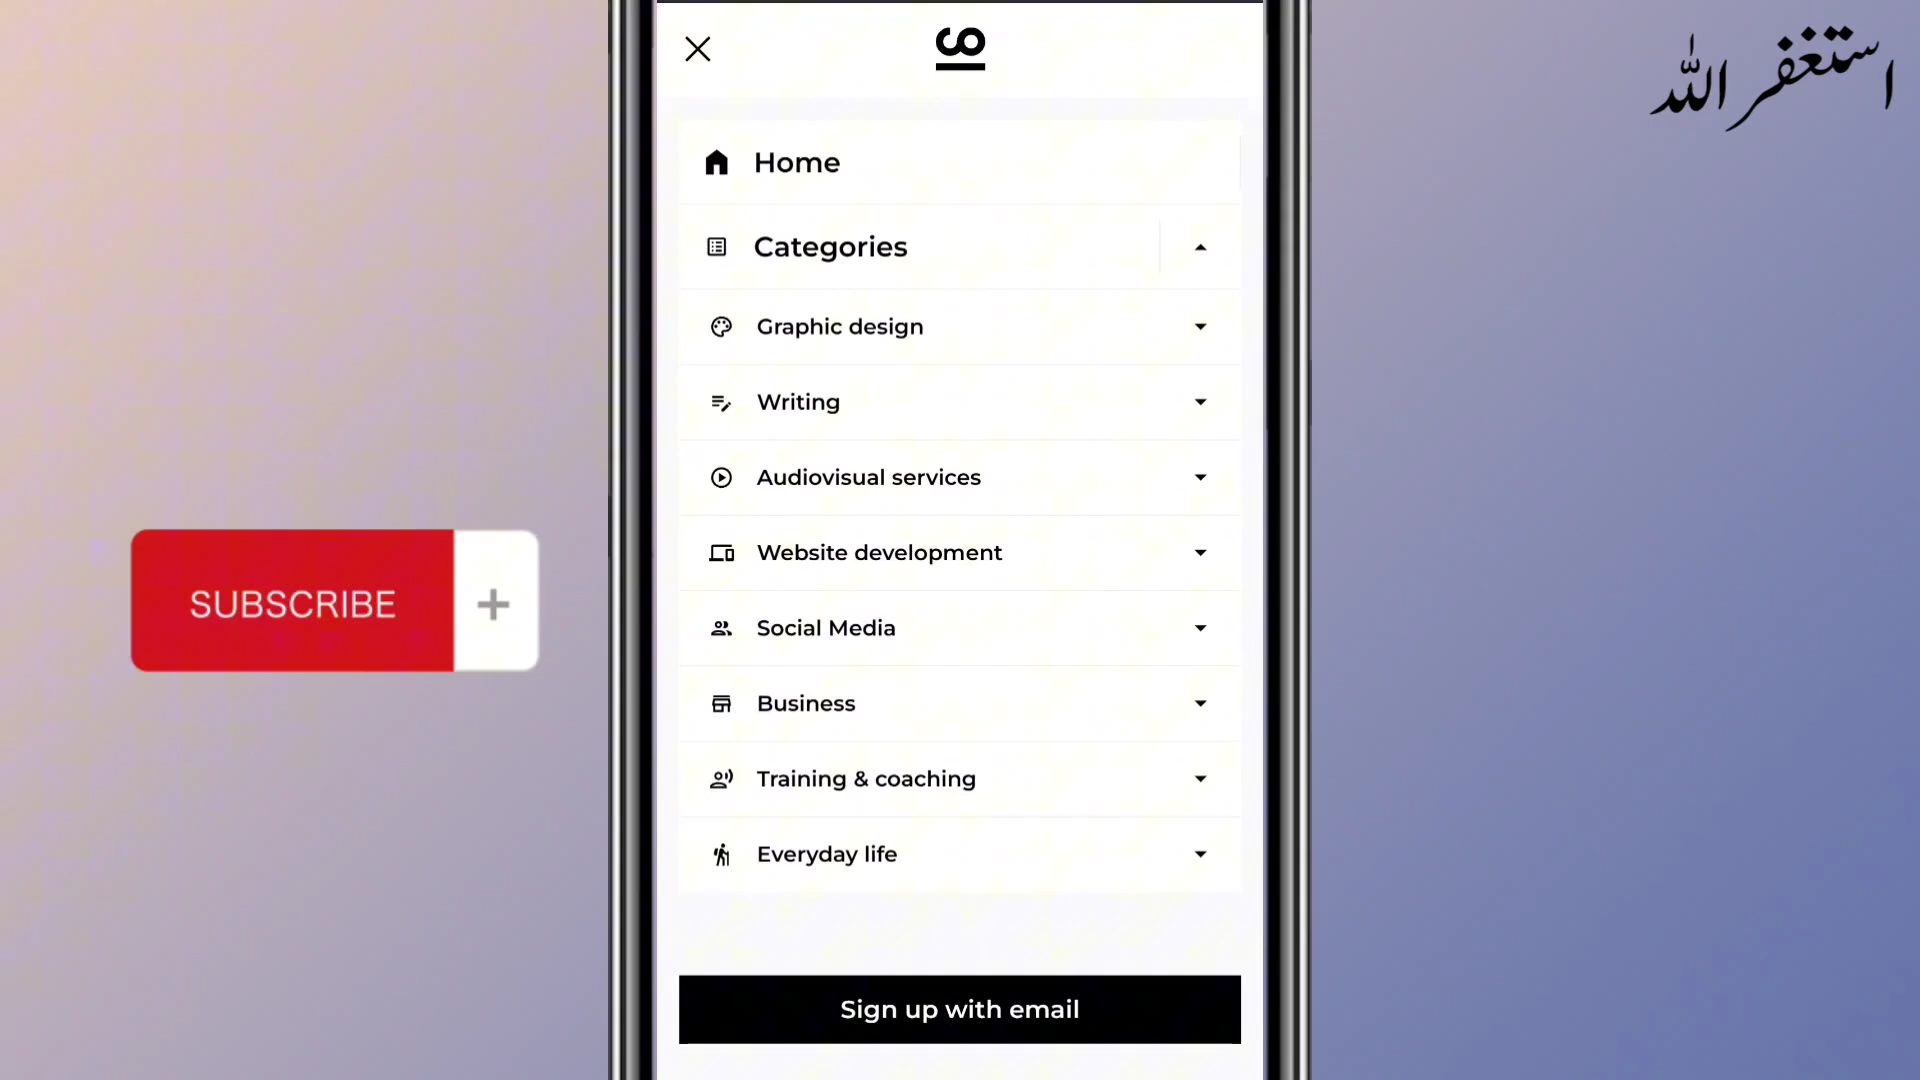 استغفر الله
Home
Categories
Graphic design
Writing
Audiovisual services
Website development
Social Media
Business
Training & coaching
Everyday life
Sign up with email
SUBSCRIBE